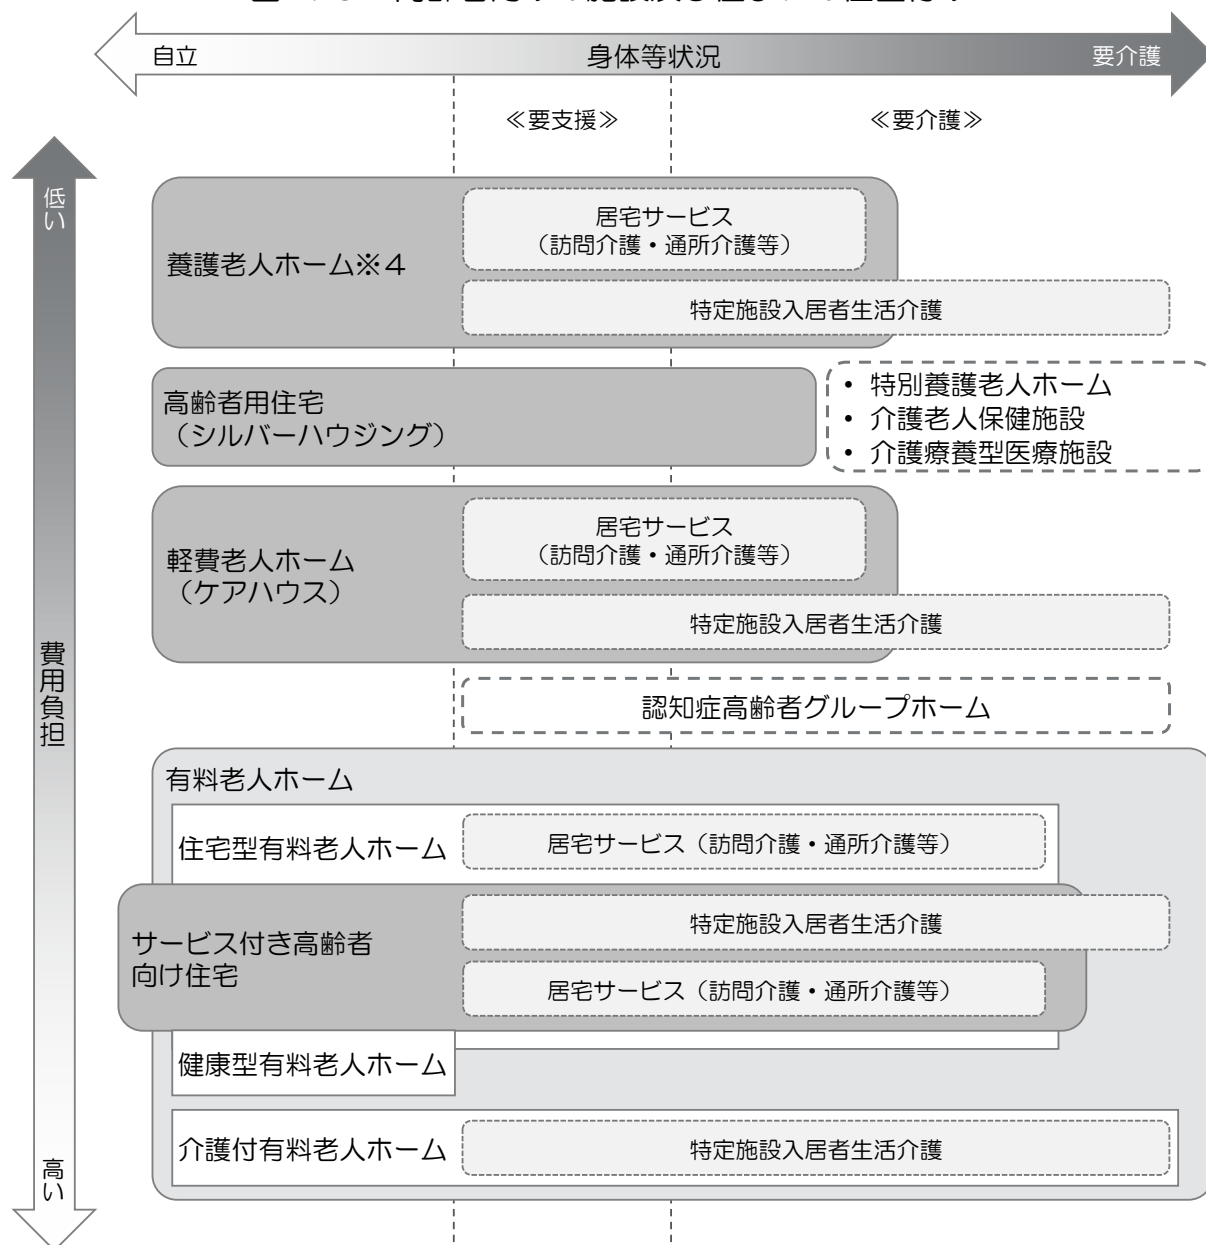 自立
身体等状況
要介護
≪要支援≫
≪要介護≫
低い
費用負担
高い
養護老人ホーム※４
居宅サービス
（訪問介護・通所介護等）
特定施設入居者生活介護
高齢者用住宅
（シルバーハウジング）
• 特別養護老人ホーム
• 介護老人保健施設
• 介護療養型医療施設
軽費老人ホーム
（ケアハウス）
居宅サービス
（訪問介護・通所介護等）
特定施設入居者生活介護
認知症高齢者グループホーム
有料老人ホーム
住宅型有料老人ホーム
居宅サービス（訪問介護・通所介護等）
サービス付き高齢者
向け住宅
特定施設入居者生活介護
居宅サービス（訪問介護・通所介護等）
健康型有料老人ホーム
介護付有料老人ホーム
特定施設入居者生活介護